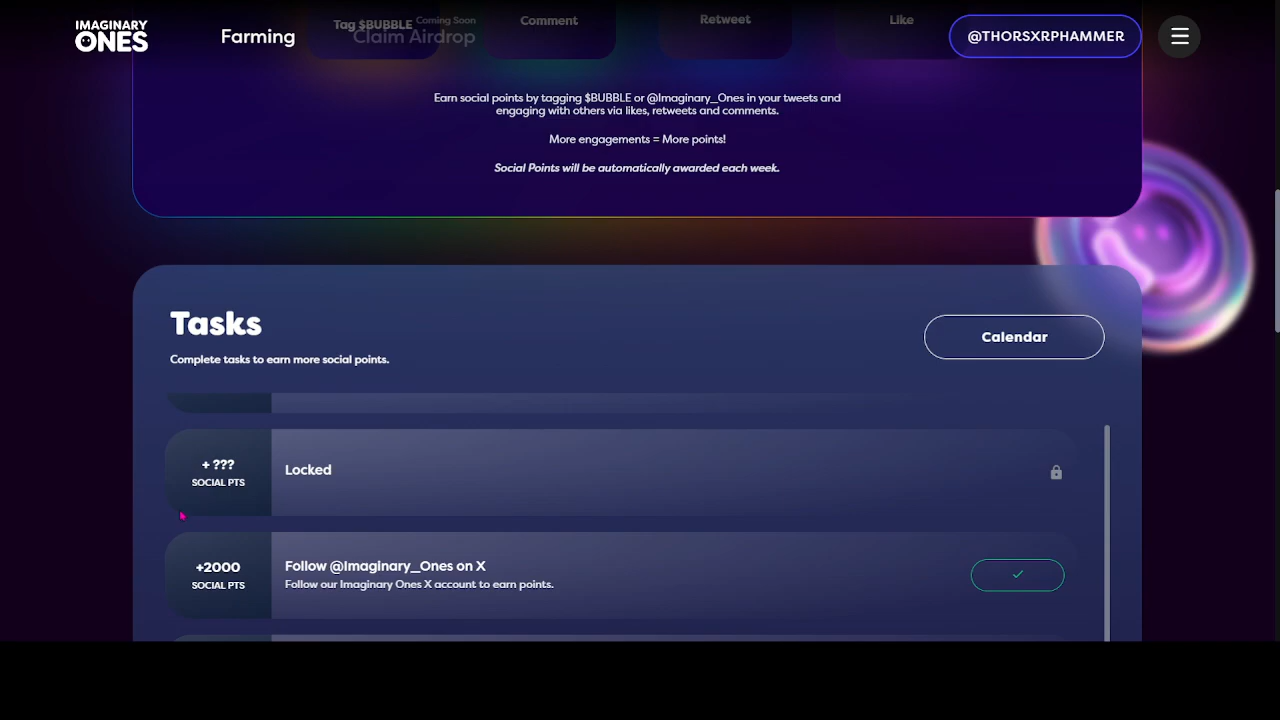 IMAGINARY
ONES
Farming
Claim Airdrop
Coming Soon
@THORSXRPHAMMER
Tag $BUBBLE
Comment
Retweet
Like
Earn social points by tagging $BUBBLE or @Imaginary_Ones in your tweets and
engaging with others via likes, retweets and comments.
More engagements = More points!
Social Points will be automatically awarded each week.
Tasks
Calendar
Complete tasks to earn more social points.
+ ???
SOCIAL PTS
Locked
+2000
SOCIAL PTS
Follow @Imaginary_Ones on X
Follow our Imaginary Ones X account to earn points.